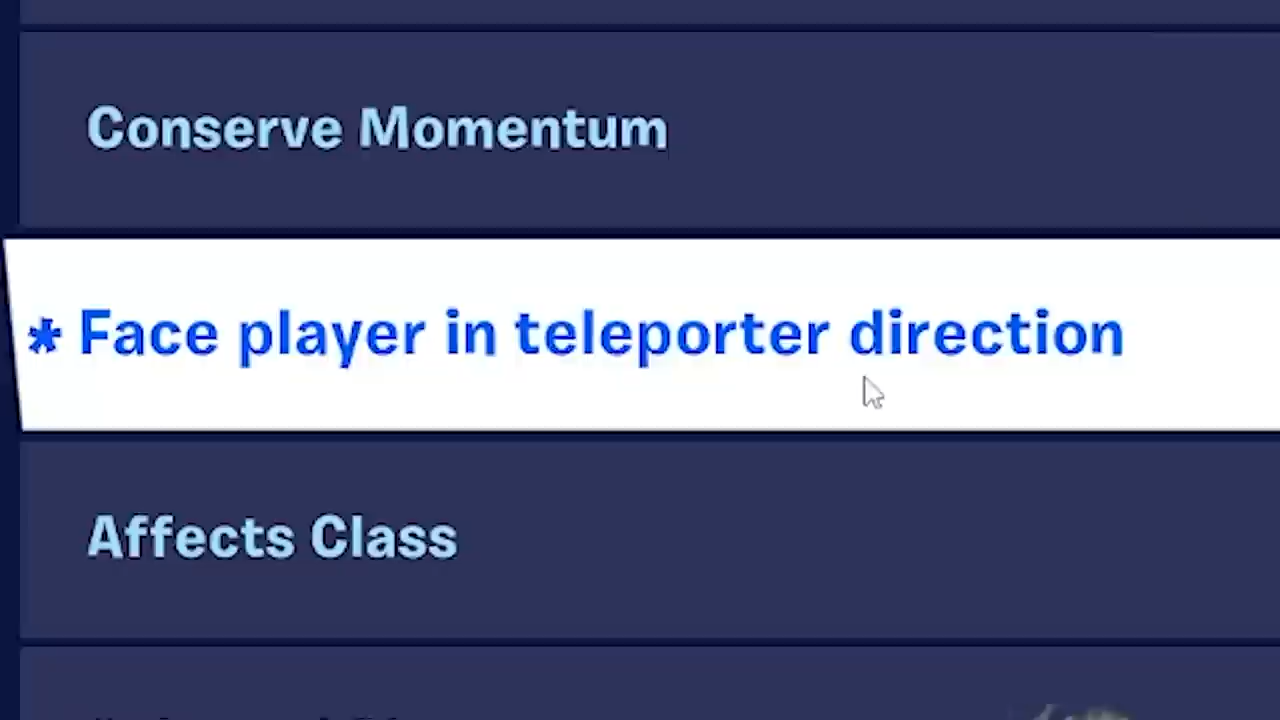 Conserve Momentum
* Face player in teleporter direction
Affects Class